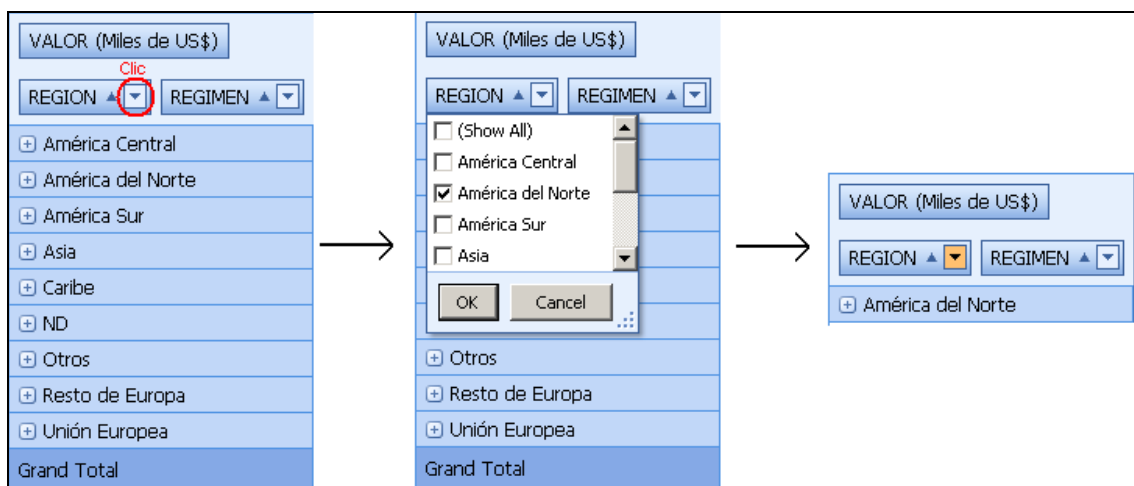 VALOR (Miles de US$)
Clic
REGION REGIMEN
América Central
América del Norte
América Sur
Asia
Caribe
ND
Otros
Resto de Europa
Unión Europea
Grand Total
VALOR (Miles de US$)
REGION REGIMEN
(Show All)
América Central
América del Norte
América Sur
Asia
OK Cancel
Otros
Resto de Europa
Unión Europea
Grand Total
VALOR (Miles de US$)
REGION REGIMEN
América del Norte